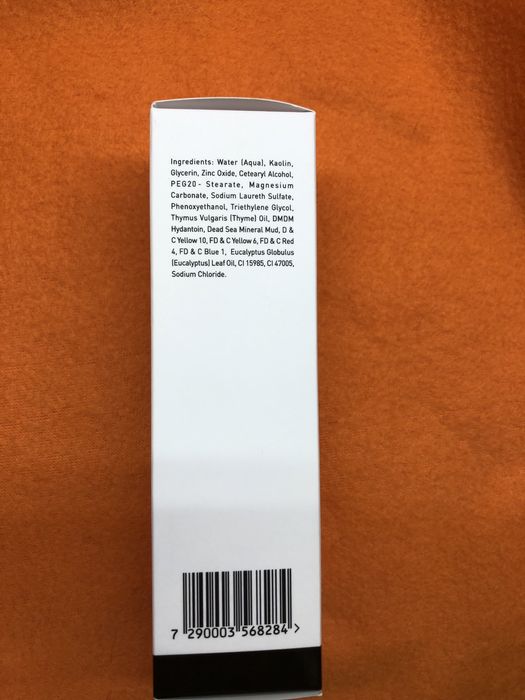 Ingredients: Water (Aqua), Kaolin,
Glycerin, Zinc Oxide, Cetearyl Alcohol,
PEG20- Stearate, Magnesium
Carbonate, Sodium Laureth Sulfate,
Phenoxyethanol, Triethylene Glycol,
Thymus Vulgaris (Thyme) Oil, DMDM
Hydantoin, Dead Sea Mineral Mud, D &
C Yellow 10, FD & C Yellow 6, FD & C Red
4, FD & C Blue 1, Eucalyptus Globulus
(Eucalyptus) Leaf Oil, CI 15985, CI 47005,
Sodium Chloride.
7 290003 568284 >